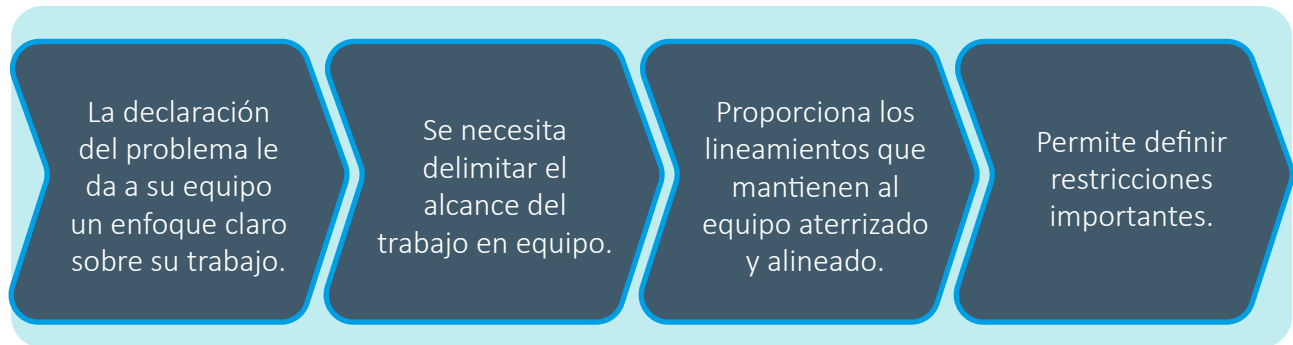 La declaración
del problema le
da a su equipo
un enfoque claro
sobre su trabajo.
Se necesita
delimitar el
alcance del
trabajo en equipo.
Proporciona los
lineamientos que
mantienen al
equipo aterrizado
y alineado.
Permite definir
restricciones
importantes.